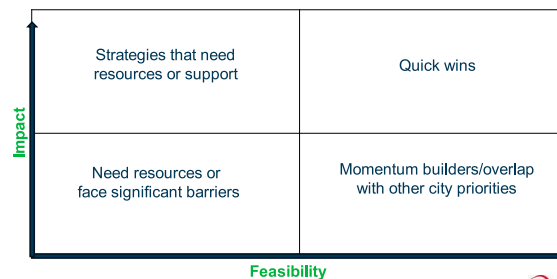 Strategies that need
resources or support
Quick wins
Impact
Need resources or
face significant barriers
Momentum builders/overlap
with other city priorities
Feasibility